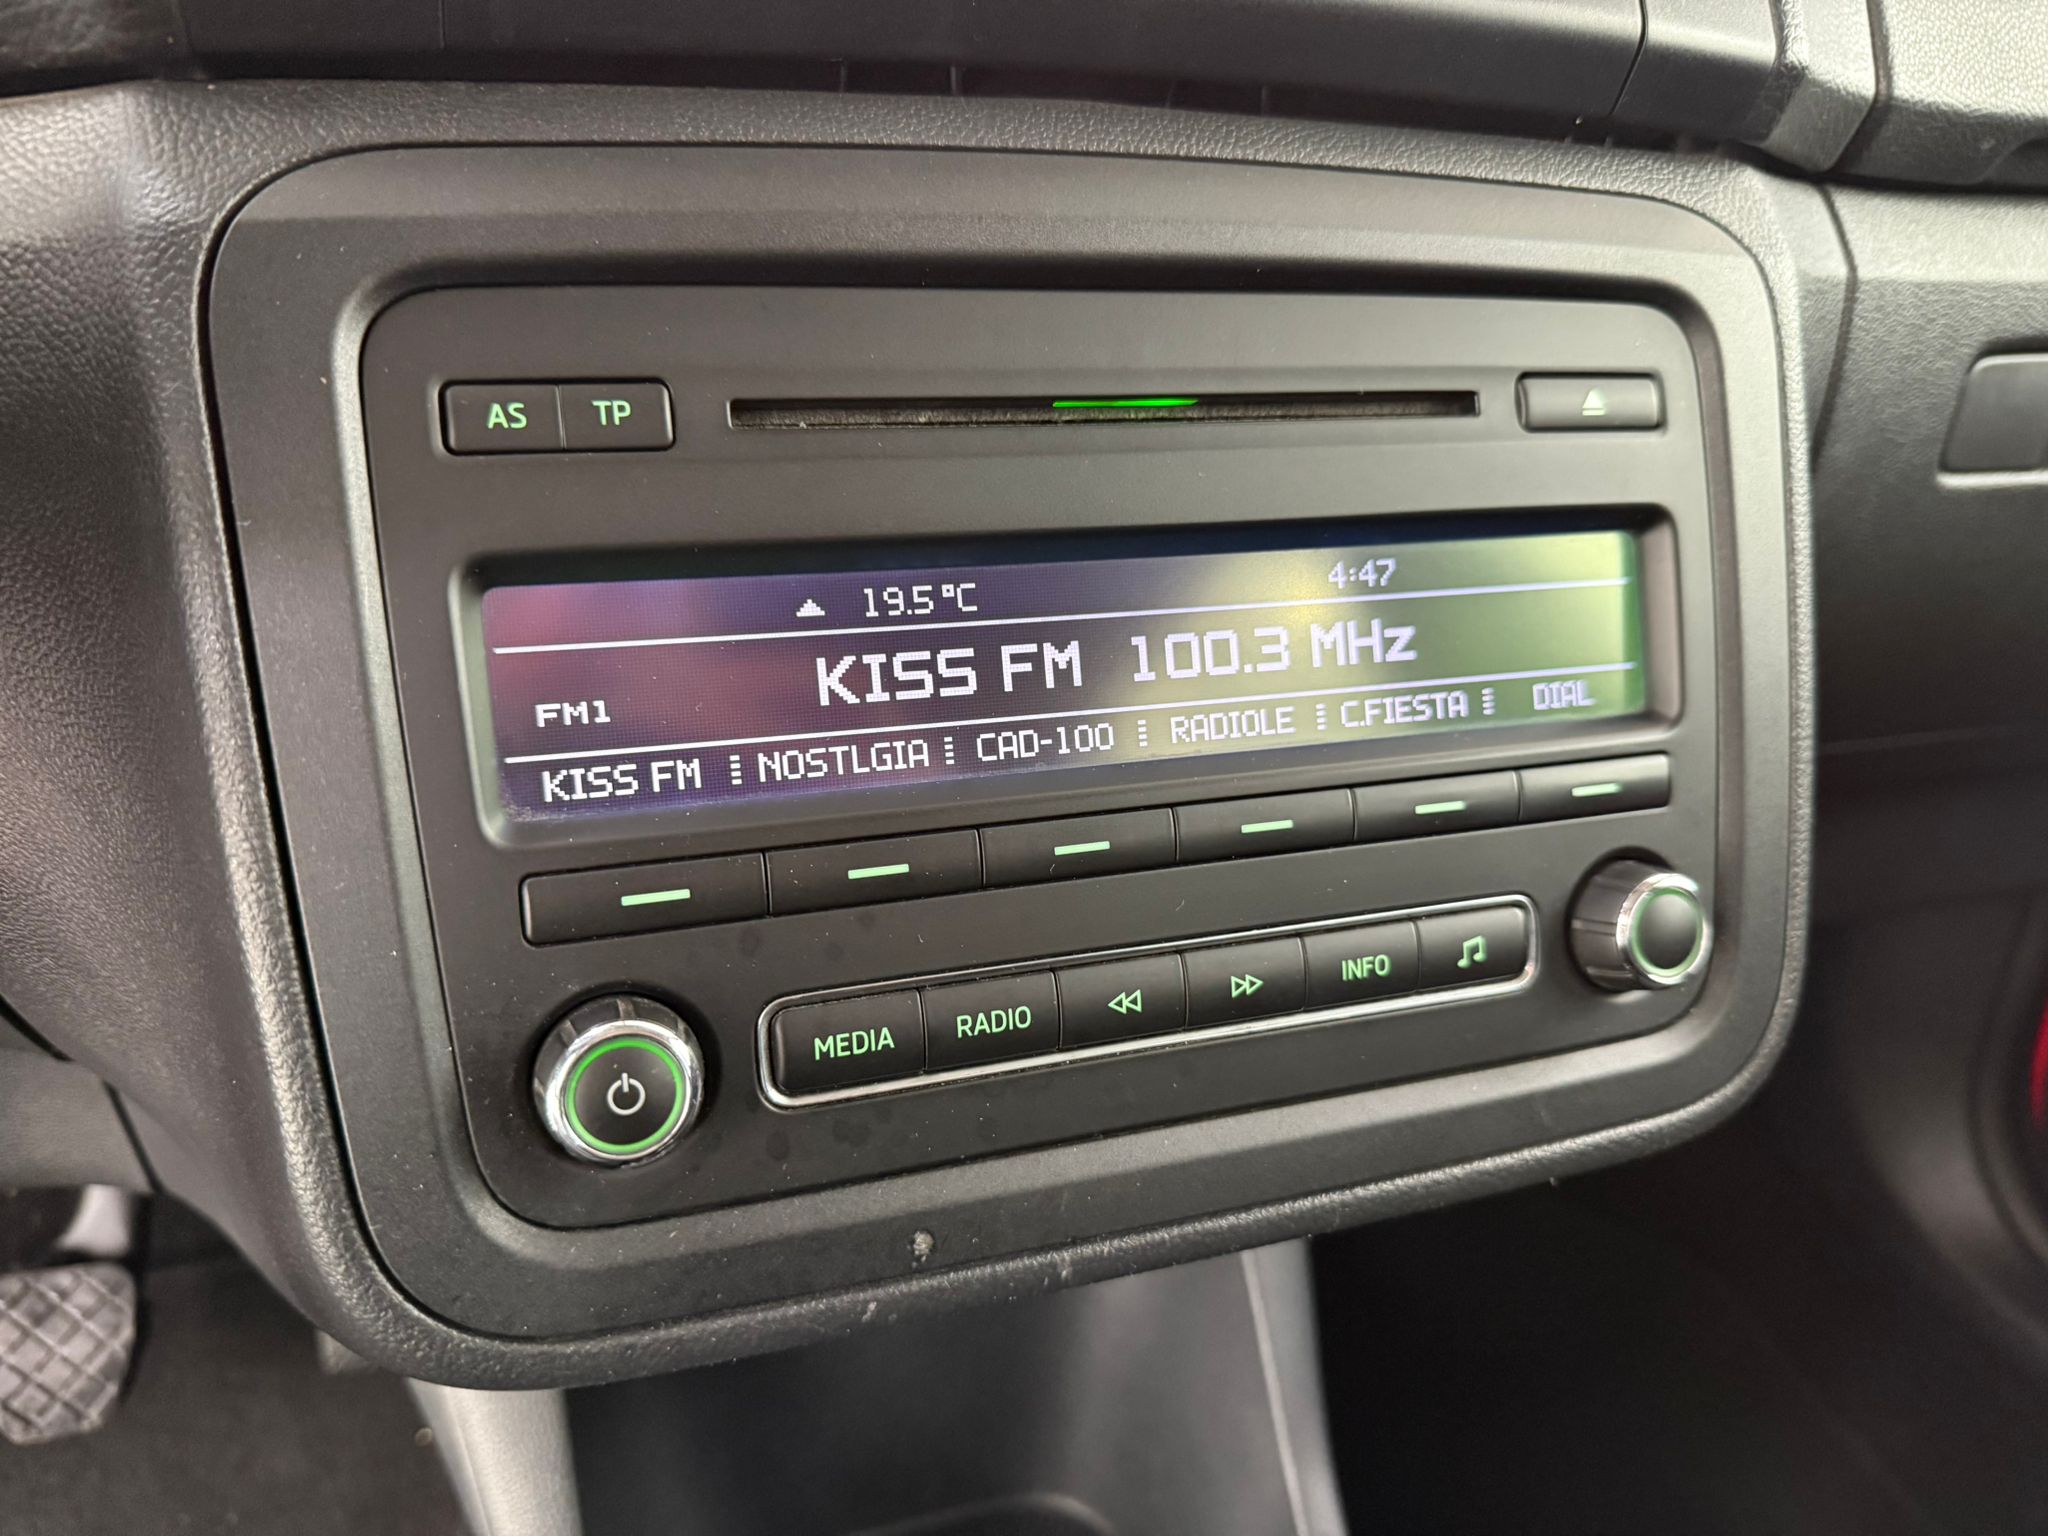 AS TP
19.5°C 4:47
FM1 KISS FM 100.3 MHz
KISS FM NOSTLGIA CAD-100 RADIOLE C.FIESTA DIAL
MEDIA RADIO INFO